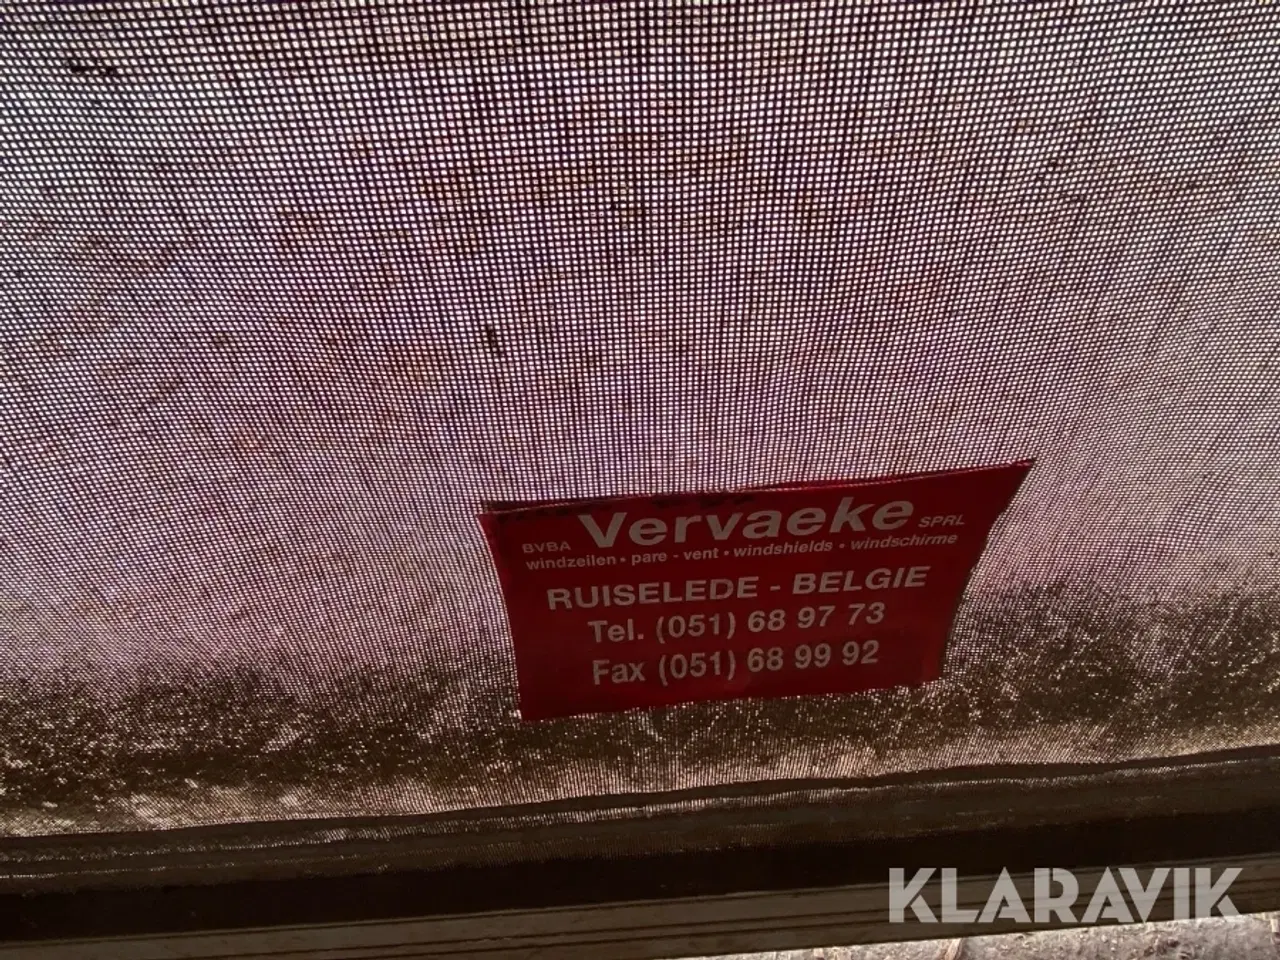 BVBA Vervaeke SPRL
windzeilen • pare - vent • windshields • windschirme
RUISELEDE - BELGIE
Tel. (051) 68 97 73
Fax (051) 68 99 92
KLARAVIK